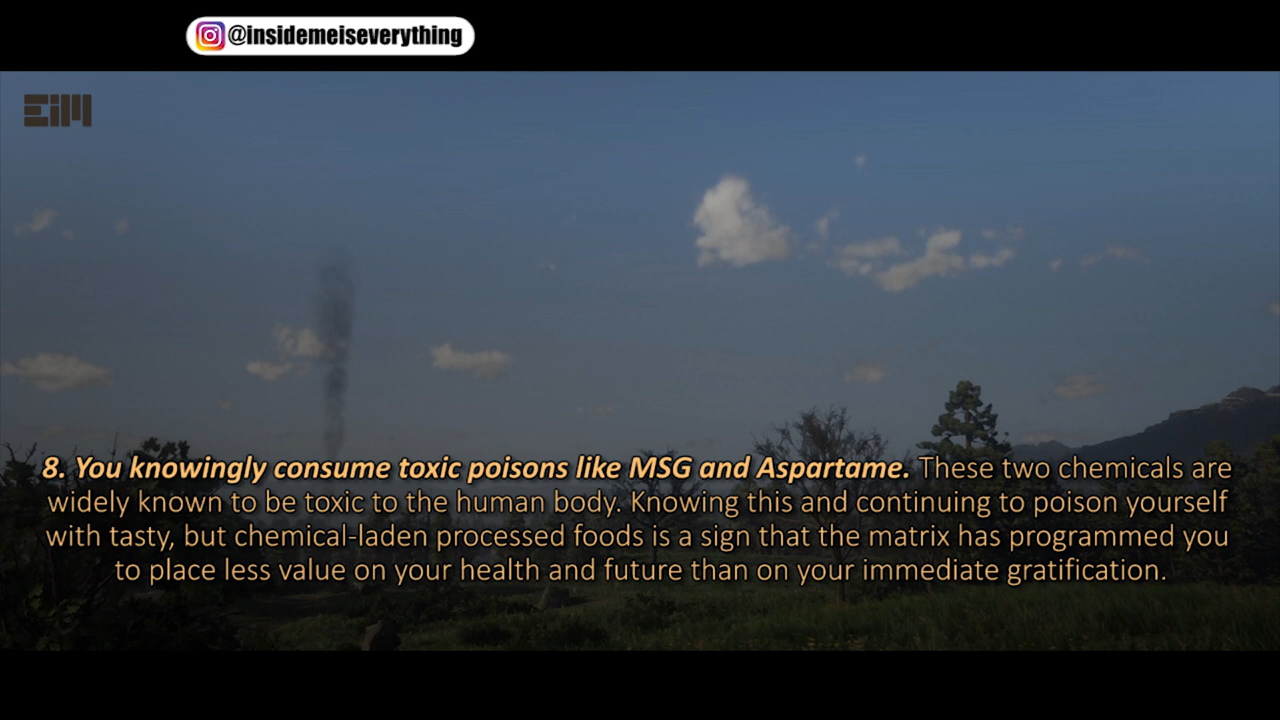 @insidemeiseverything
EiM
8. You knowingly consume toxic poisons like MSG and Aspartame. These two chemicals are
widely known to be toxic to the human body. Knowing this and continuing to poison yourself
with tasty, but chemical-laden processed foods is a sign that the matrix has programmed you
to place less value on your health and future than on your immediate gratification.